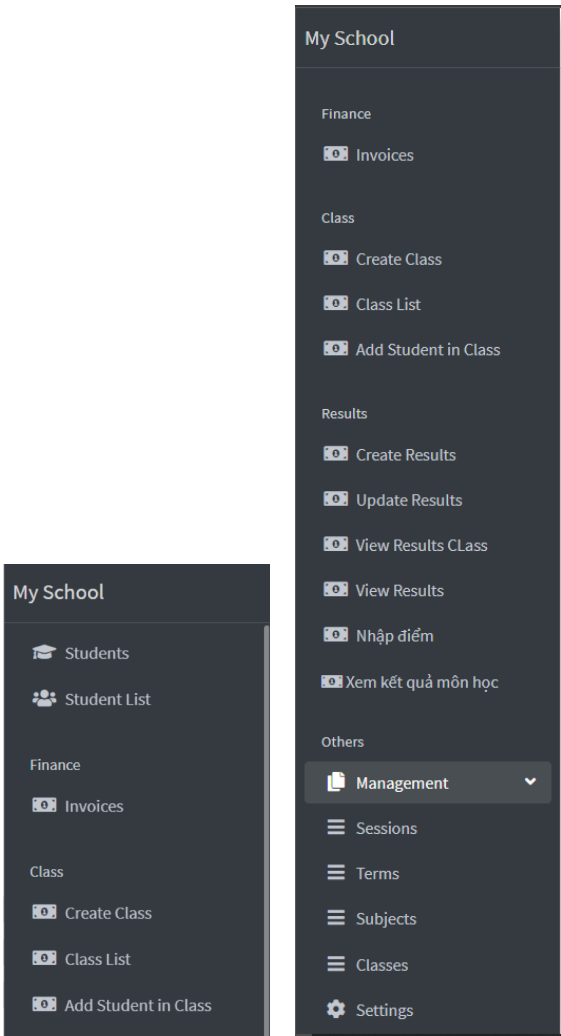 My School
Students
Student List
Finance
Invoices
Class
Create Class
Class List
Add Student in Class
My School
Finance
Invoices
Class
Create Class
Class List
Add Student in Class
Results
Create Results
Update Results
View Results CLass
View Results
Nhập điểm
Xem kết quả môn học
Others
Management
Sessions
Terms
Subjects
Classes
Settings